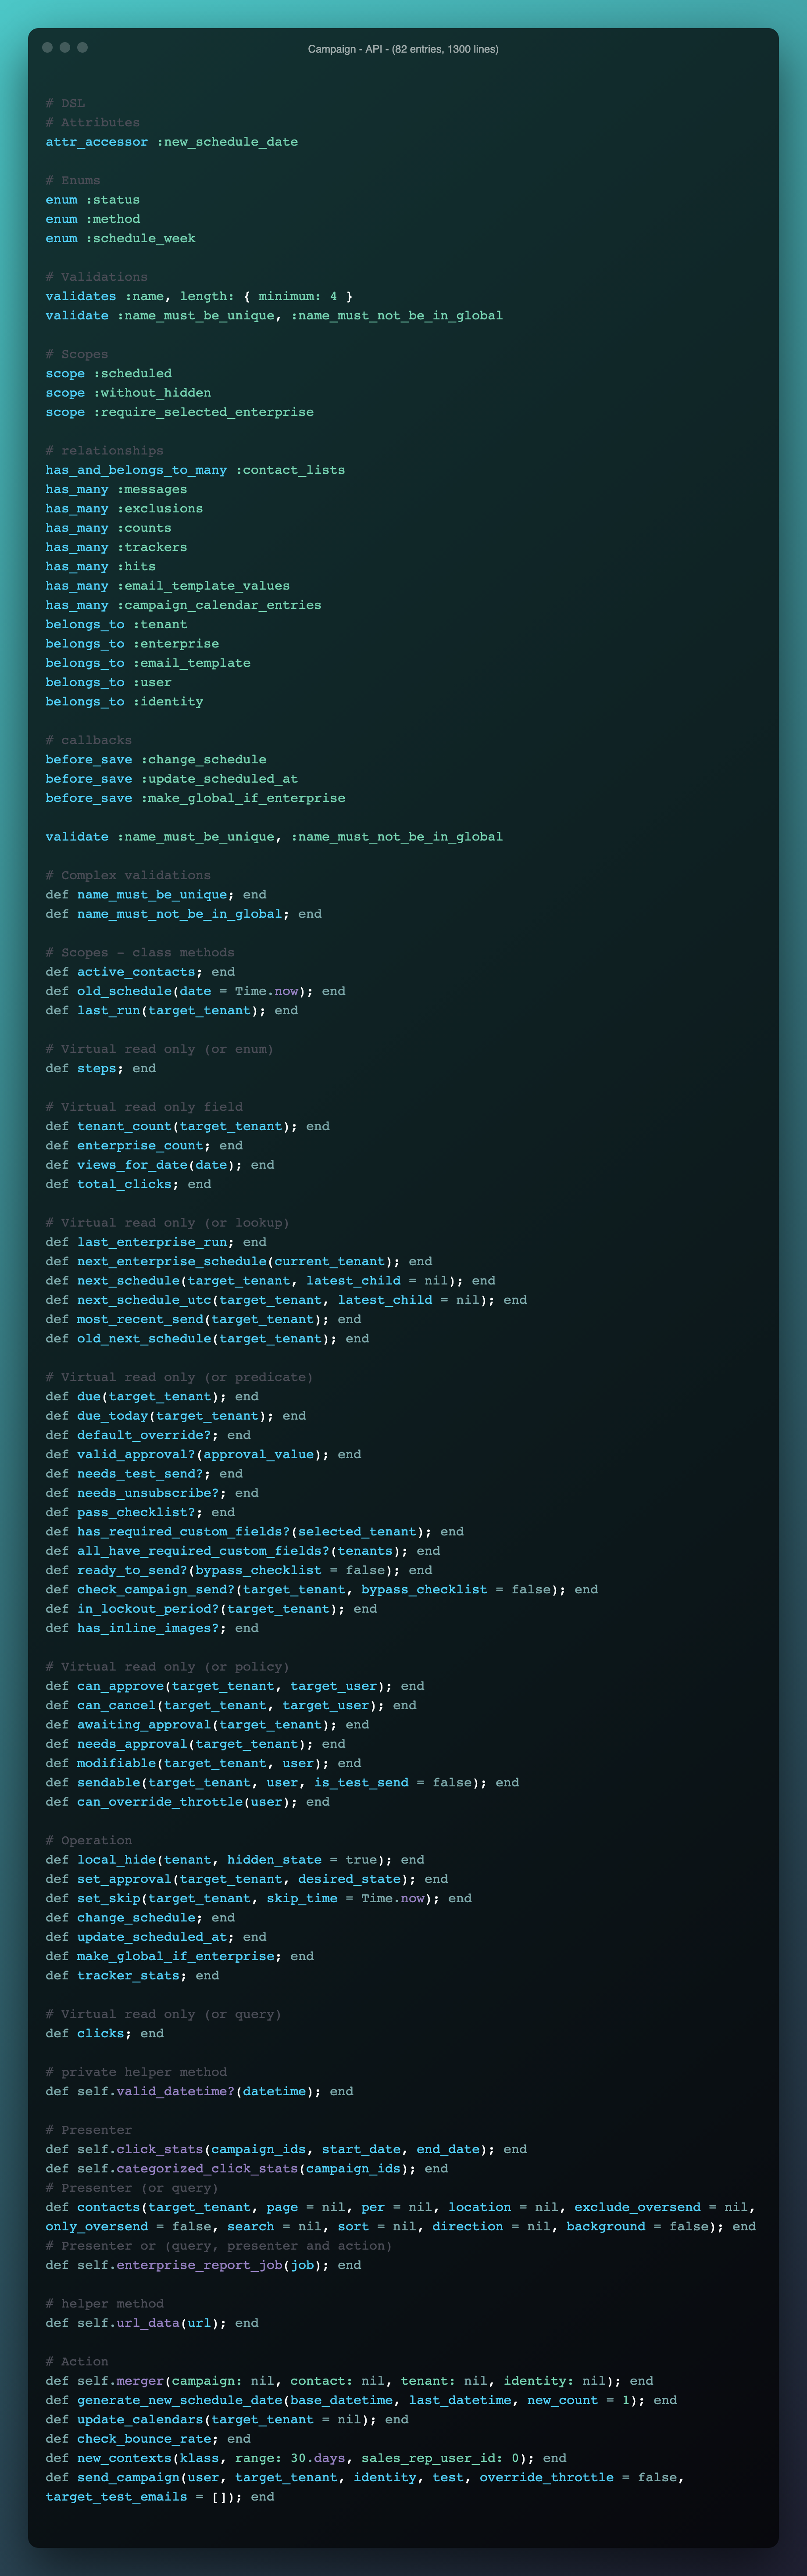 Campaign - API - (82 entries, 1300 lines)
# DSL
# Attributes
attr_accessor :new_schedule_date
# Enums
enum :status
enum :method
enum :schedule_week
# Validations
validates :name, length: { minimum: 4 }
validate :name_must_be_unique, :name_must_not_be_in_global
# Scopes
scope :scheduled
scope :without_hidden
scope :require_selected_enterprise
# relationships
has_and_belongs_to_many :contact_lists
has_many :messages
has_many :exclusions
has_many :counts
has_many :trackers
has_many :hits
has_many :email_template_values
has_many :campaign_calendar_entries
belongs_to :tenant
belongs_to :enterprise
belongs_to :email_template
belongs_to :user
belongs_to :identity
# callbacks
before_save :change_schedule
before_save :update_scheduled_at
before_save :make_global_if_enterprise
validate :name_must_be_unique, :name_must_not_be_in_global
# Complex validations
def name_must_be_unique; end
def name_must_not_be_in_global; end
# Scopes - class methods
def active_contacts; end
def old_schedule(date = Time.now); end
def last_run(target_tenant); end
# Virtual read only (or enum)
def steps; end
# Virtual read only field
def tenant_count(target_tenant); end
def enterprise_count; end
def views_for_date(date); end
def total_clicks; end
# Virtual read only (or lookup)
def last_enterprise_run; end
def next_enterprise_schedule(current_tenant); end
def next_schedule(target_tenant, latest_child = nil); end
def next_schedule_utc(target_tenant, latest_child = nil); end
def most_recent_send(target_tenant); end
def old_next_schedule(target_tenant); end
# Virtual read only (or predicate)
def due(target_tenant); end
def due_today(target_tenant); end
def default_override?; end
def valid_approval?(approval_value); end
def needs_test_send?; end
def needs_unsubscribe?; end
def pass_checklist?; end
def has_required_custom_fields?(selected_tenant); end
def all_have_required_custom_fields?(tenants); end
def ready_to_send?(bypass_checklist = false); end
def check_campaign_send?(target_tenant, bypass_checklist = false); end
def in_lockout_period?(target_tenant); end
def has_inline_images?; end
# Virtual read only (or policy)
def can_approve(target_tenant, target_user); end
def can_cancel(target_tenant, target_user); end
def awaiting_approval(target_tenant); end
def needs_approval(target_tenant); end
def modifiable(target_tenant, user); end
def sendable(target_tenant, user, is_test_send = false); end
def can_override_throttle(user); end
# Operation
def local_hide(tenant, hidden_state = true); end
def set_approval(target_tenant, desired_state); end
def set_skip(target_tenant, skip_time = Time.now); end
def change_schedule; end
def update_scheduled_at; end
def make_global_if_enterprise; end
def tracker_stats; end
# Virtual read only (or query)
def clicks; end
# private helper method
def self.valid_datetime?(datetime); end
# Presenter
def self.click_stats(campaign_ids, start_date, end_date); end
def self.categorized_click_stats(campaign_ids); end
# Presenter (or query)
def contacts(target_tenant, page = nil, per = nil, location = nil, exclude_oversend = nil,
only_oversend = false, search = nil, sort = nil, direction = nil, background = false); end
# Presenter or (query, presenter and action)
def self.enterprise_report_job(job); end
# helper method
def self.url_data(url); end
# Action
def self.merger(campaign: nil, contact: nil, tenant: nil, identity: nil); end
def generate_new_schedule_date(base_datetime, last_datetime, new_count = 1); end
def update_calendars(target_tenant = nil); end
def check_bounce_rate; end
def new_contexts(klass, range: 30.days, sales_rep_user_id: 0); end
def send_campaign(user, target_tenant, identity, test, override_throttle = false,
target_test_emails = []); end